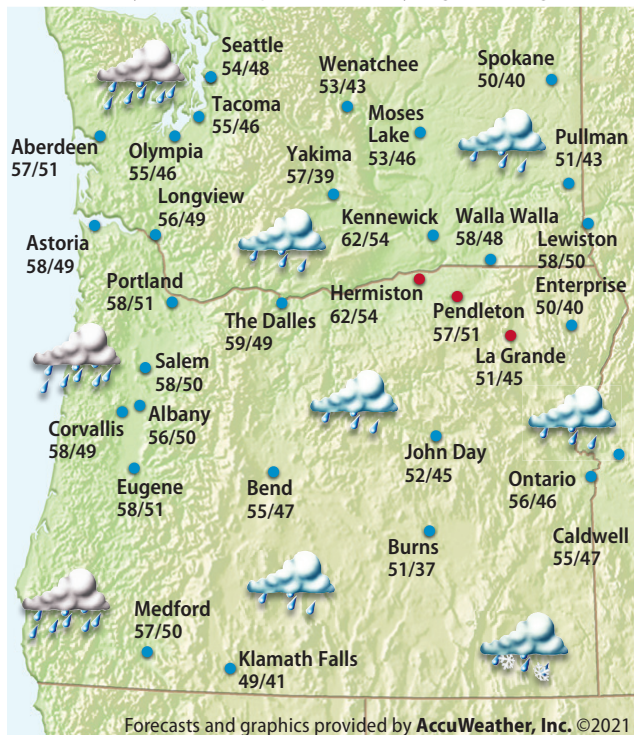 Seattle
54/48
Wenatchee
53/43
Spokane
50/40
Tacoma
55/46
Moses
Lake
53/46
Aberdeen
57/51
Olympia
55/46
Yakima
57/39
Pullman
51/43
Longview
56/49
Kennewick
62/54
Walla Walla
58/48
Lewiston
58/50
Astoria
58/49
Portland
58/51
The Dalles
59/49
Hermiston
62/54
Pendleton
57/51
Enterprise
50/40
La Grande
51/45
Salem
58/50
Albany
56/50
Corvallis
58/49
John Day
52/45
Eugene
58/51
Bend
55/47
Ontario
56/46
Burns
51/37
Caldwell
55/47
Medford
57/50
Klamath Falls
49/41
Forecasts and graphics provided by AccuWeather, Inc. ©2021